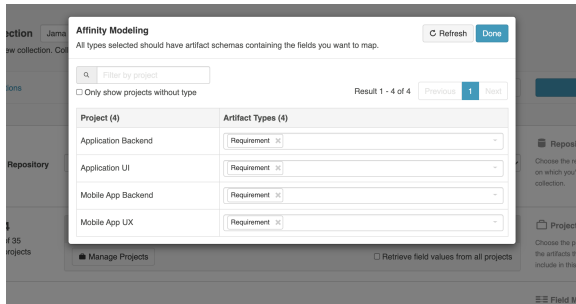 ection Jama
Affinity Modeling
Refresh
Done
ew collection. Coll
All types selected should have artifact schemas containing the fields you want to map.
Filter by project
Only show projects without type
Result 1 - 4 of 4
Previous 1 Next
ions
Project (4) Artifact Types (4)
Application Backend Requirement ×
Application UI Requirement ×
Mobile App Backend Requirement ×
Mobile App UX Requirement ×
Reposi
Repository
Choose the re
on which you'
collection.
of 35
rojects
Manage Projects
Retrieve field values from all projects
Project
Choose the p
the artifacts th
include in this
Field M